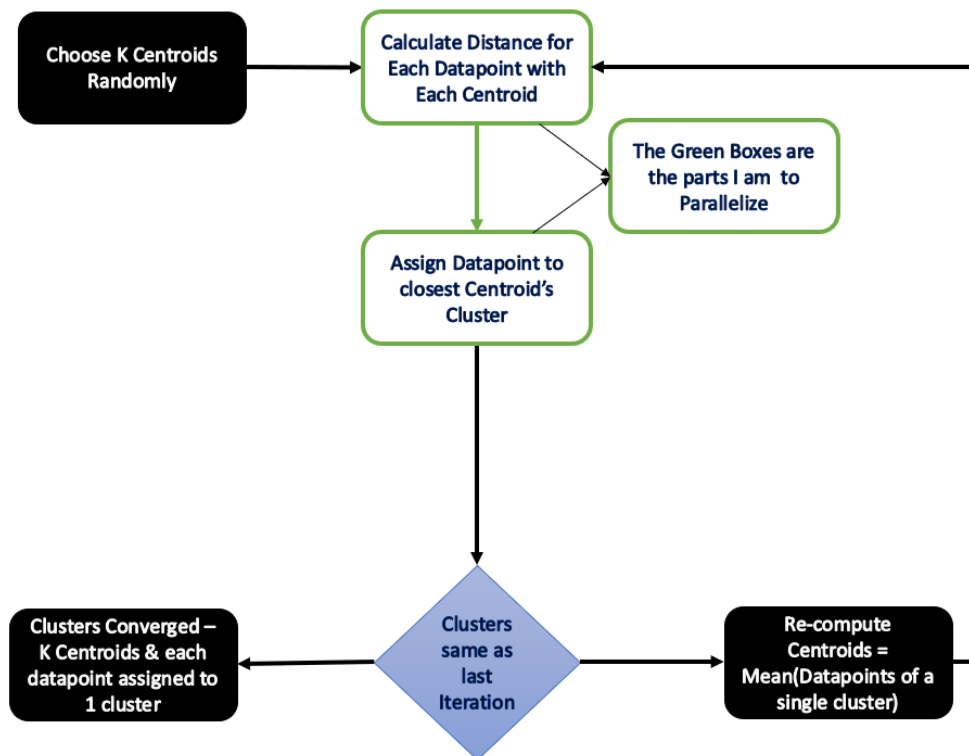 Choose K Centroids
Randomly
Calculate Distance for
Each Datapoint with
Each Centroid
The Green Boxes are
the parts I am to
Parallelize
Assign Datapoint to
closest Centroid's
Cluster
Clusters Converged –
K Centroids & each
datapoint assigned to
1 cluster
Clusters
same as
last
Iteration
Re-compute
Centroids =
Mean(Datapoints of a
single cluster)